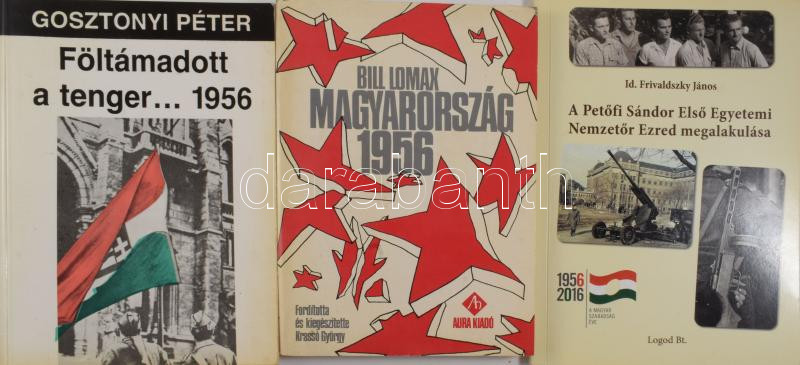 GOSZTONYI PÉTER
Föltámadott
a tenger... 1956
BILL LOMAX
MAGYARORSZÁG
1956
Fordította
és kiegészítette
Krassó György
AURA KIADÓ
Id. Frivaldszky János
A Petőfi Sándor Első Egyetemi
Nemzetőr Ezred megalakulása
1956
2016
A MAGYAR
SZABADSÁG
ÉVE
Logod Bt.
darabanth